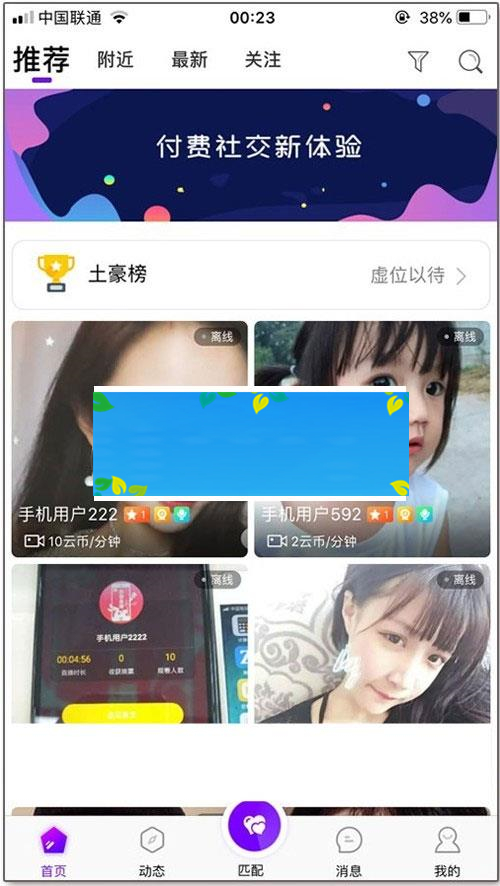 中国联通 00:23 38%
推荐 附近 最新 关注
付费社交新体验
土豪榜 虚位以待
离线 离线
手机用户222 1 手机用户592 1
10云币/分钟 2云币/分钟
离线 离线
手机用户2222
00:04:56 0 10
直播时长 收获映票 观看人数
首页 动态 匹配 消息 我的